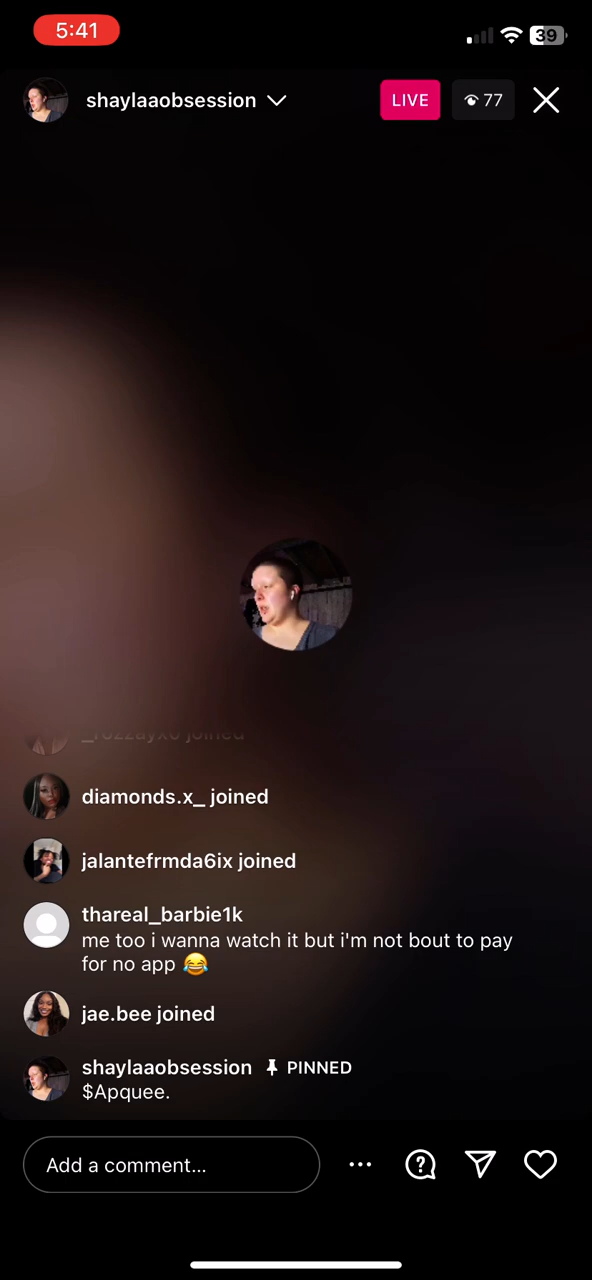 5:41
39
shaylaaobsession
LIVE
77
joined
diamonds.x_ joined
jalantefrmda6ix joined
thareal_barbie1k
me too i wanna watch it but i'm not bout to pay
for no app 😂
jae.bee joined
shaylaaobsession PINNED
$Apquee.
Add a comment...